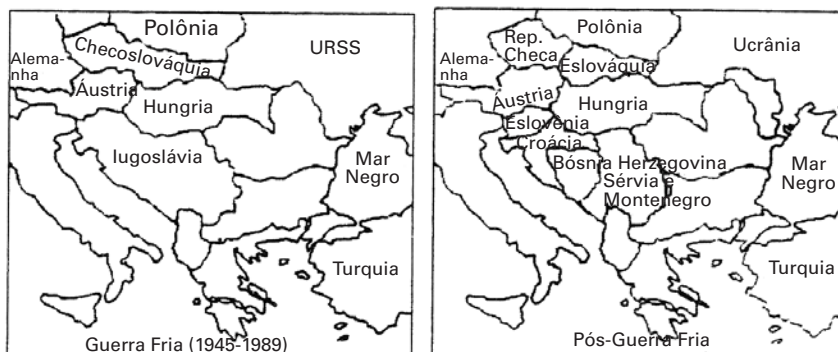 Polônia
Checoslováquia
URSS
Alema-
nha
Áustria
Hungria
Iugoslávia
Mar
Negro
Turquia
Guerra Fria (1945-1989)
Polônia
Rep.
Checa
Ucrânia
Alema-
nha
Eslováquia
Áustria
Hungria
Eslovênia
Croácia
Bósnia Herzegovina
Sérvia e
Montenegro
Mar
Negro
Turquia
Pós-Guerra Fria